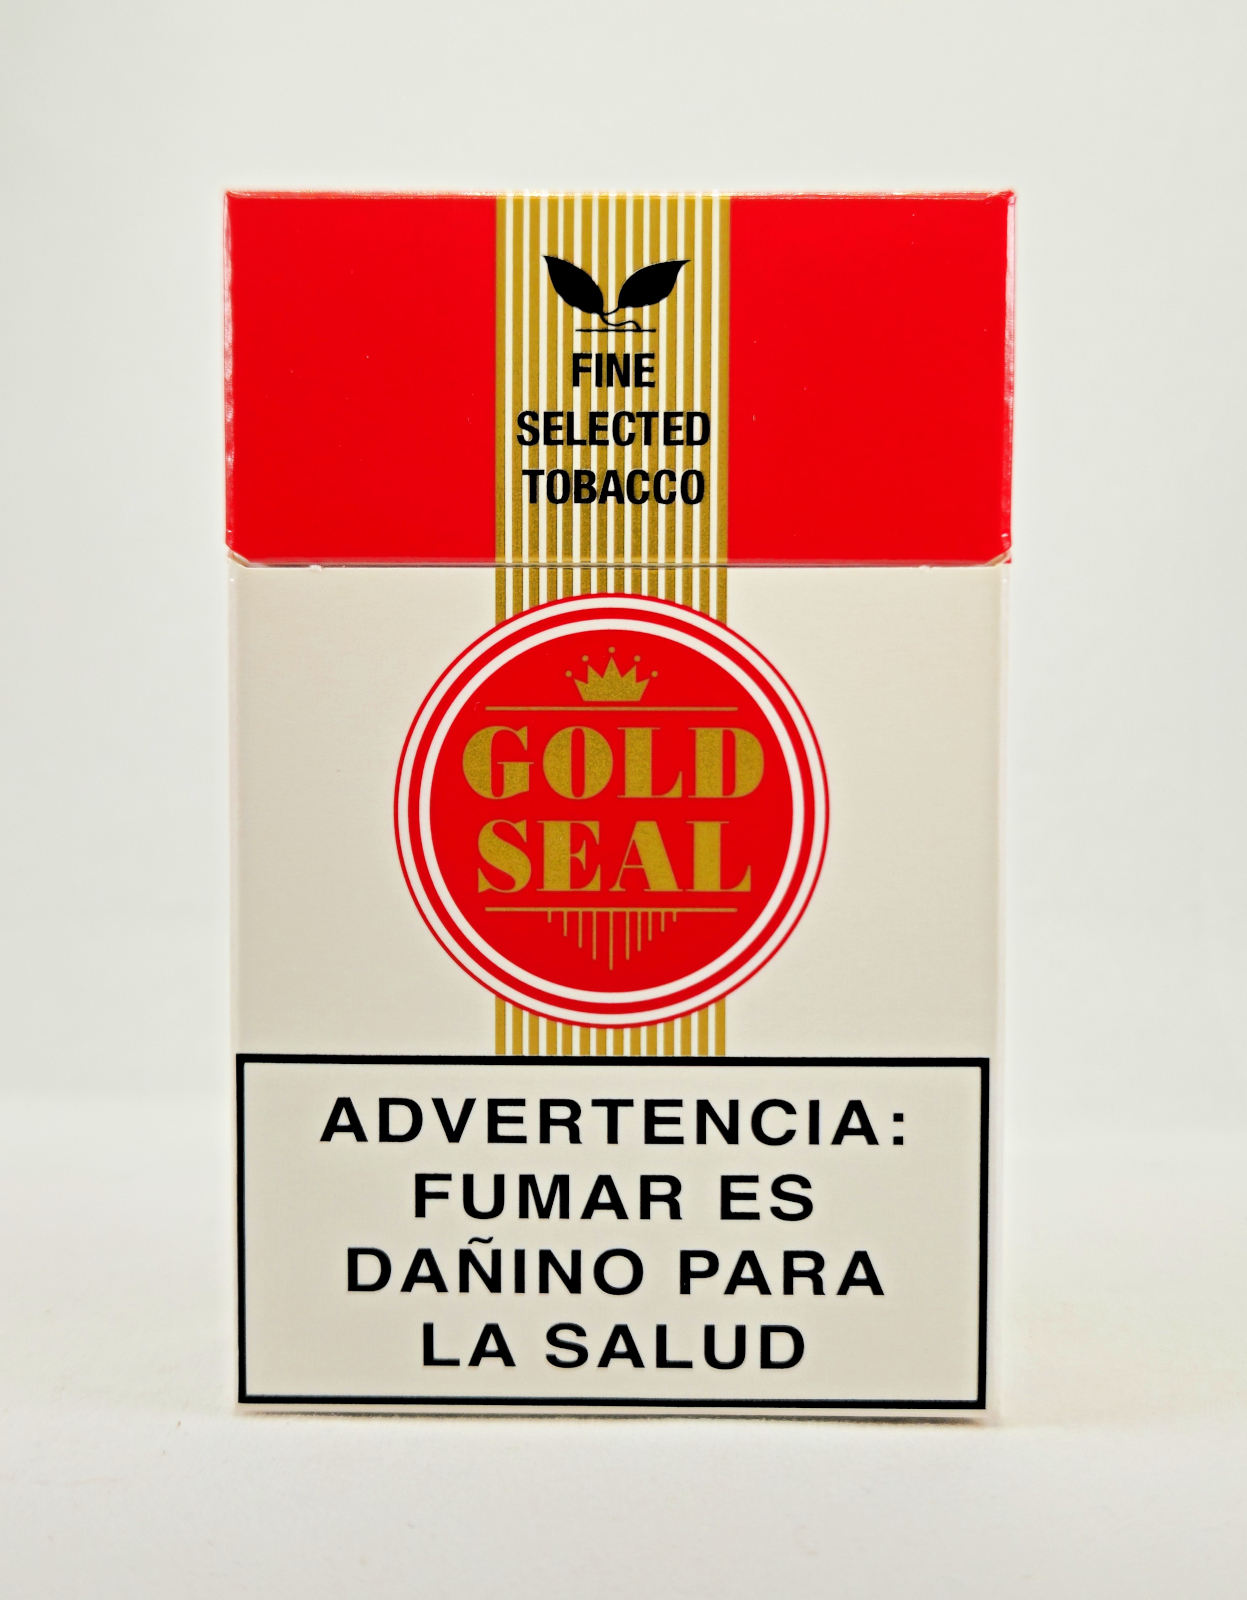 FINE
SELECTED
TOBACCO
GOLD
SEAL
ADVERTENCIA:
FUMAR ES
DAÑINO PARA
LA SALUD